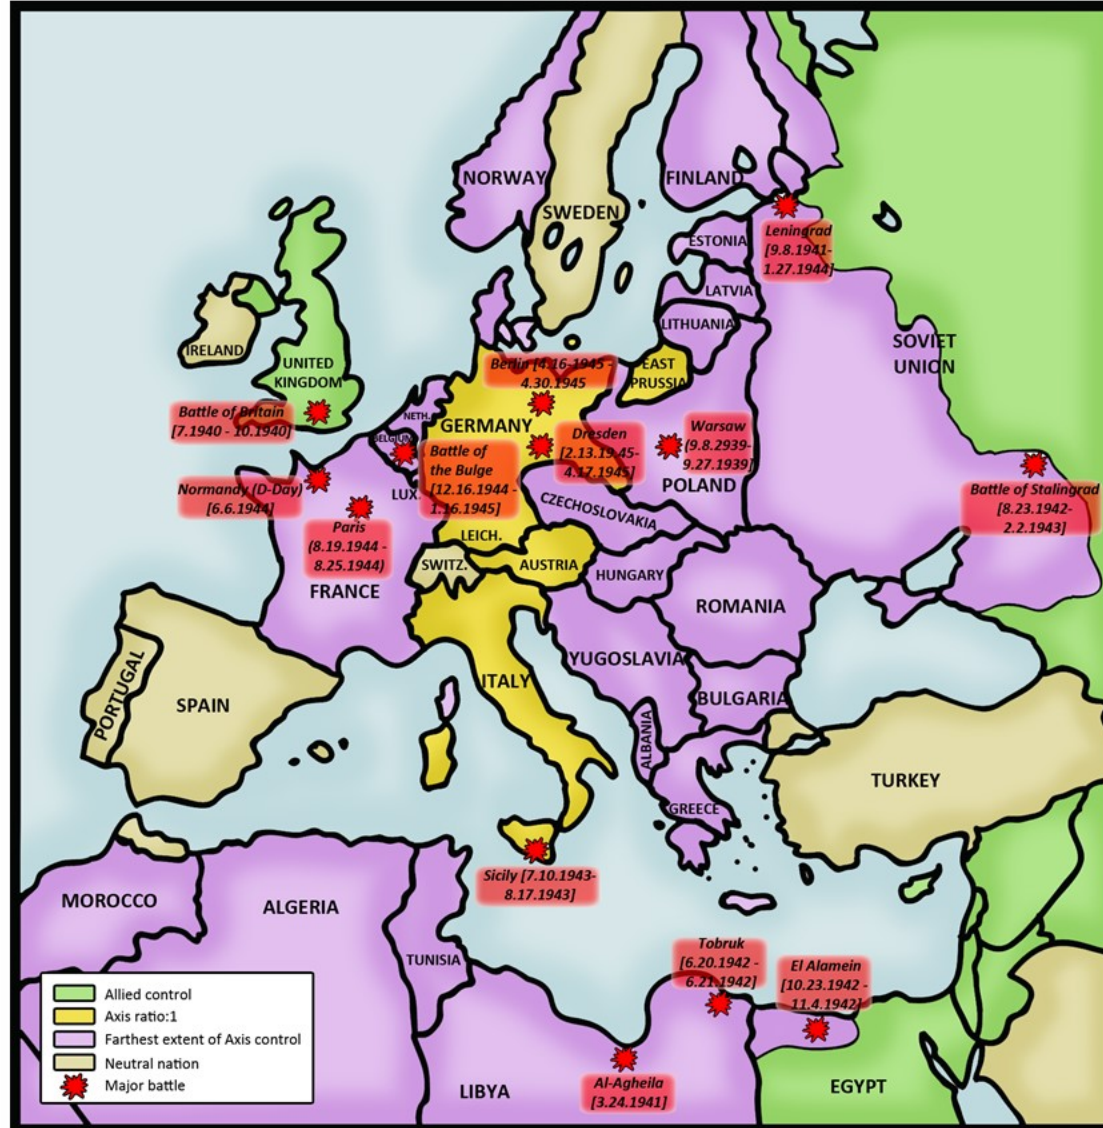 NORWAY
FINLAND
SWEDEN
Leningrad
[9.8.1941-
1.27.1944]
ESTONIA
LATVIA
LITHUANIA
SOVIET
UNION
IRELAND
UNITED
KINGDOM
Berlin [4.16-1945 -
4.30.1945
EAST
PRUSSIA
Battle of Britain
[7.1940 - 10.1940]
NETH.
GERMANY
BELGIUM
Battle of
the Bulge
[12.16.1944 -
1.16.1945]
Dresden
[2.13.19.45-
4.17.1945]
Warsaw
[9.8.2939-
9.27.1939]
POLAND
Normandy (D-Day)
[6.6.1944]
LUX.
CZECHOSLOVAKIA
Battle of Stalingrad
[8.23.1942-
2.2.1943]
Paris
(8.19.1944 -
8.25.1944)
FRANCE
LEICH.
SWITZ.
AUSTRIA
HUNGARY
ROMANIA
YUGOSLAVIA
ITALY
BULGARIA
PORTUGAL
SPAIN
ALBANIA
TURKEY
GREECE
Sicily [7.10.1943-
8.17.1943]
MOROCCO
ALGERIA
TUNISIA
Tobruk
[6.20.1942 -
6.21.1942]
El Alamein
[10.23.1942 -
11.4.1942]
LIBYA
Al-Agheila
[3.24.1941]
EGYPT
Allied control
Axis ratio:1
Farthest extent of Axis control
Neutral nation
Major battle